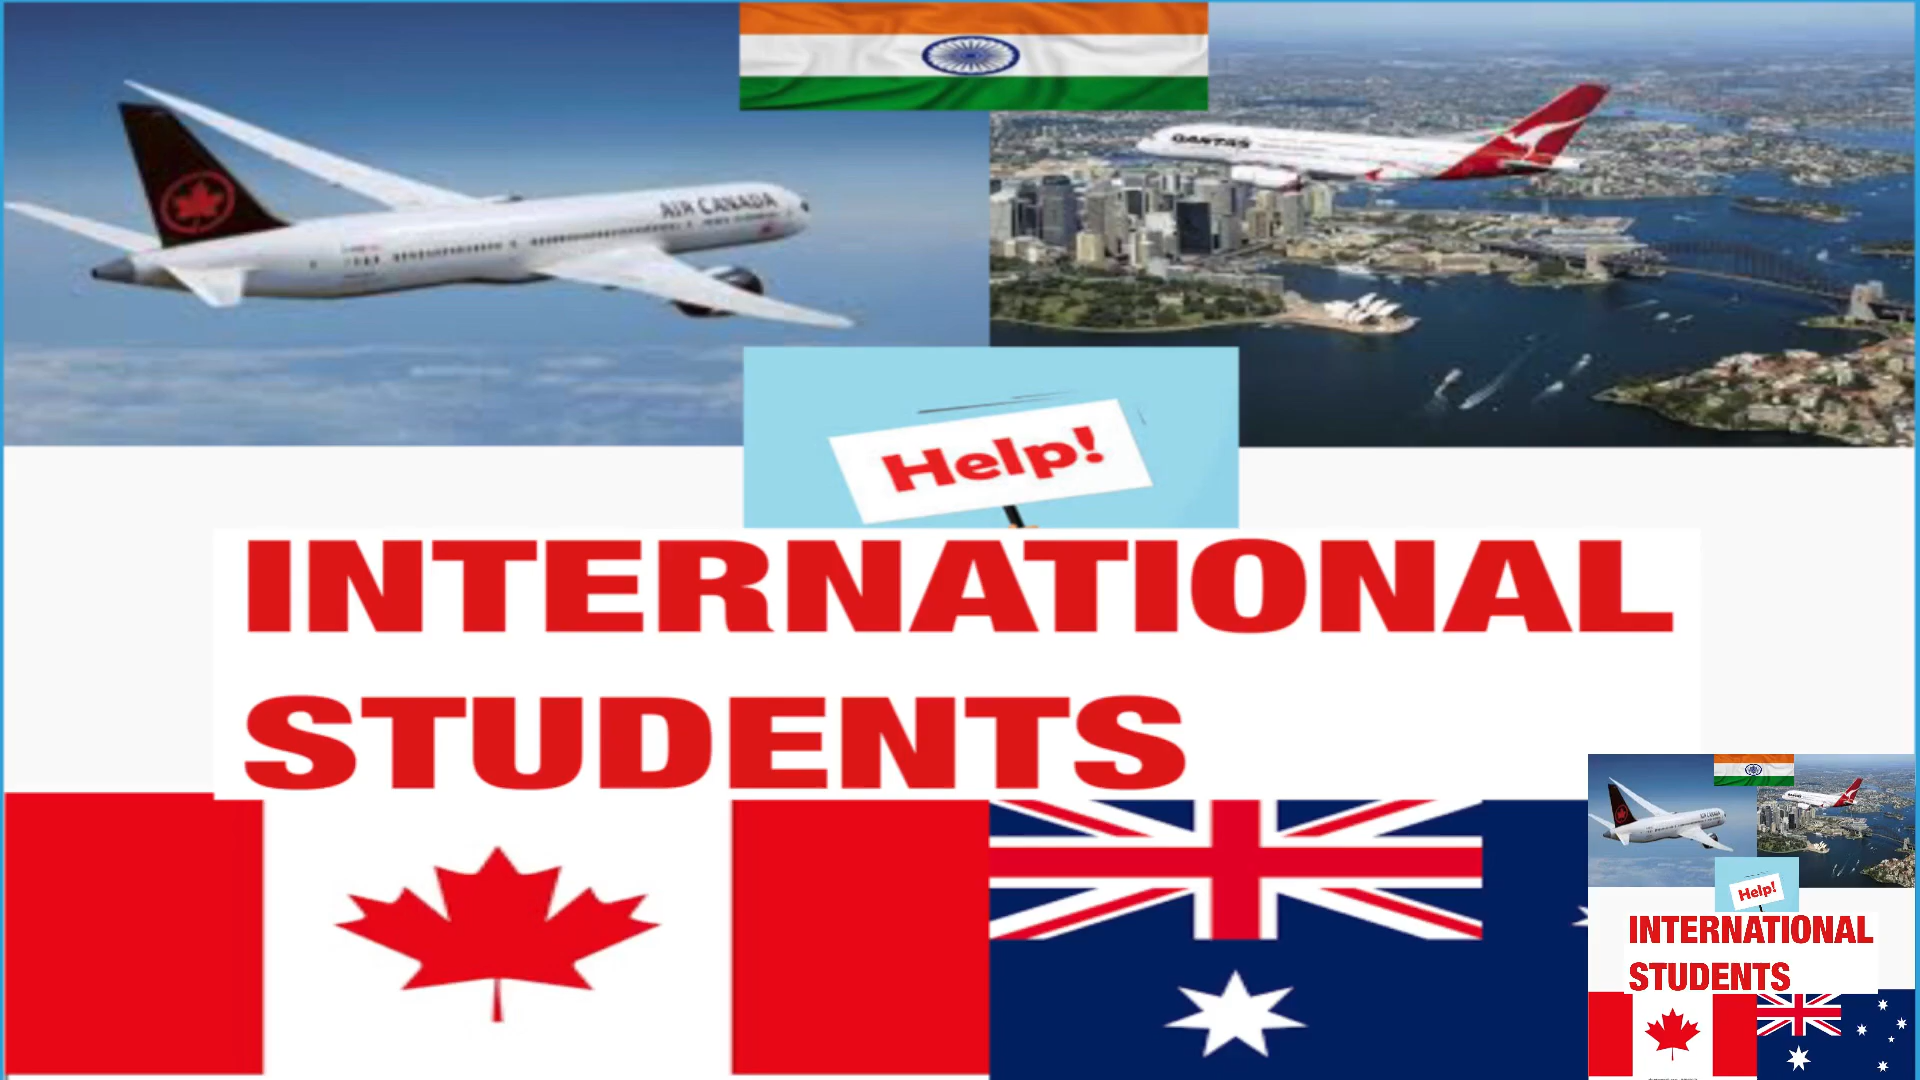 QANTAS
AIR CANADA
Help!
INTERNATIONAL
STUDENTS
Help!
INTERNATIONAL
STUDENTS